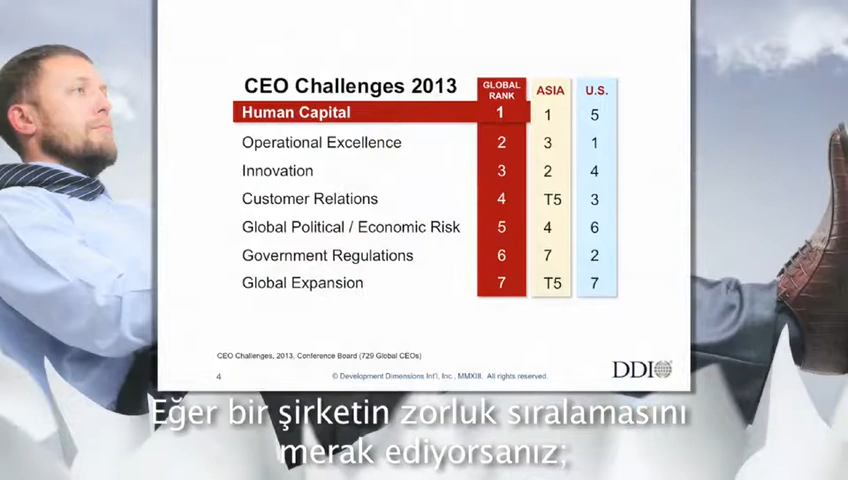 CEO Challenges 2013 GLOBAL RANK ASIA U.S.
Human Capital 1 1 5
Operational Excellence 2 3 1
Innovation 3 2 4
Customer Relations 4 T5 3
Global Political / Economic Risk 5 4 6
Government Regulations 6 7 2
Global Expansion 7 T5 7
CEO Challenges, 2013, Conference Board (729 Global CEOs)
4 © Development Dimensions Int'l, Inc., MMXIII. All rights reserved.
DDI
Eğer bir şirketin zorluk sıralamasını
merak ediyorsanız;